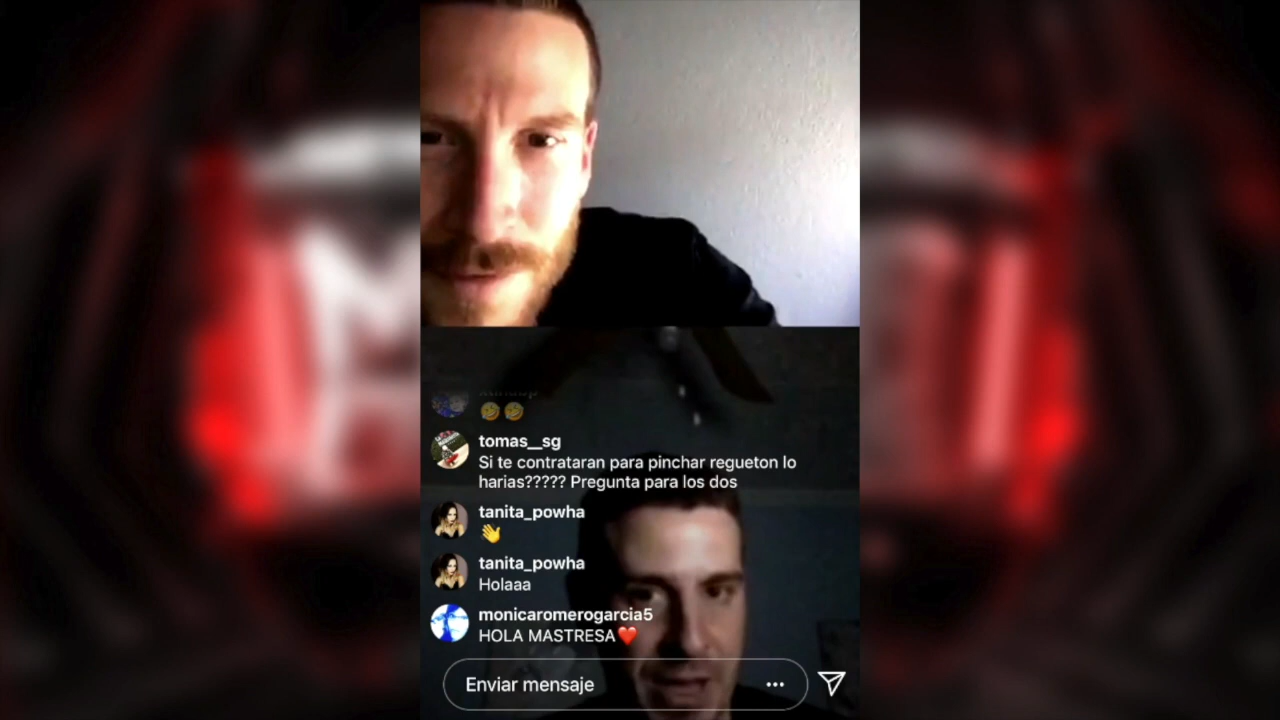 🤣🤣
tomas__sg
Si te contrataran para pinchar regueton lo
harias????? Pregunta para los dos
tanita_powha
👋
tanita_powha
Holaaa
monicaromerogarcia5
HOLA MASTRESA❤️
Enviar mensaje